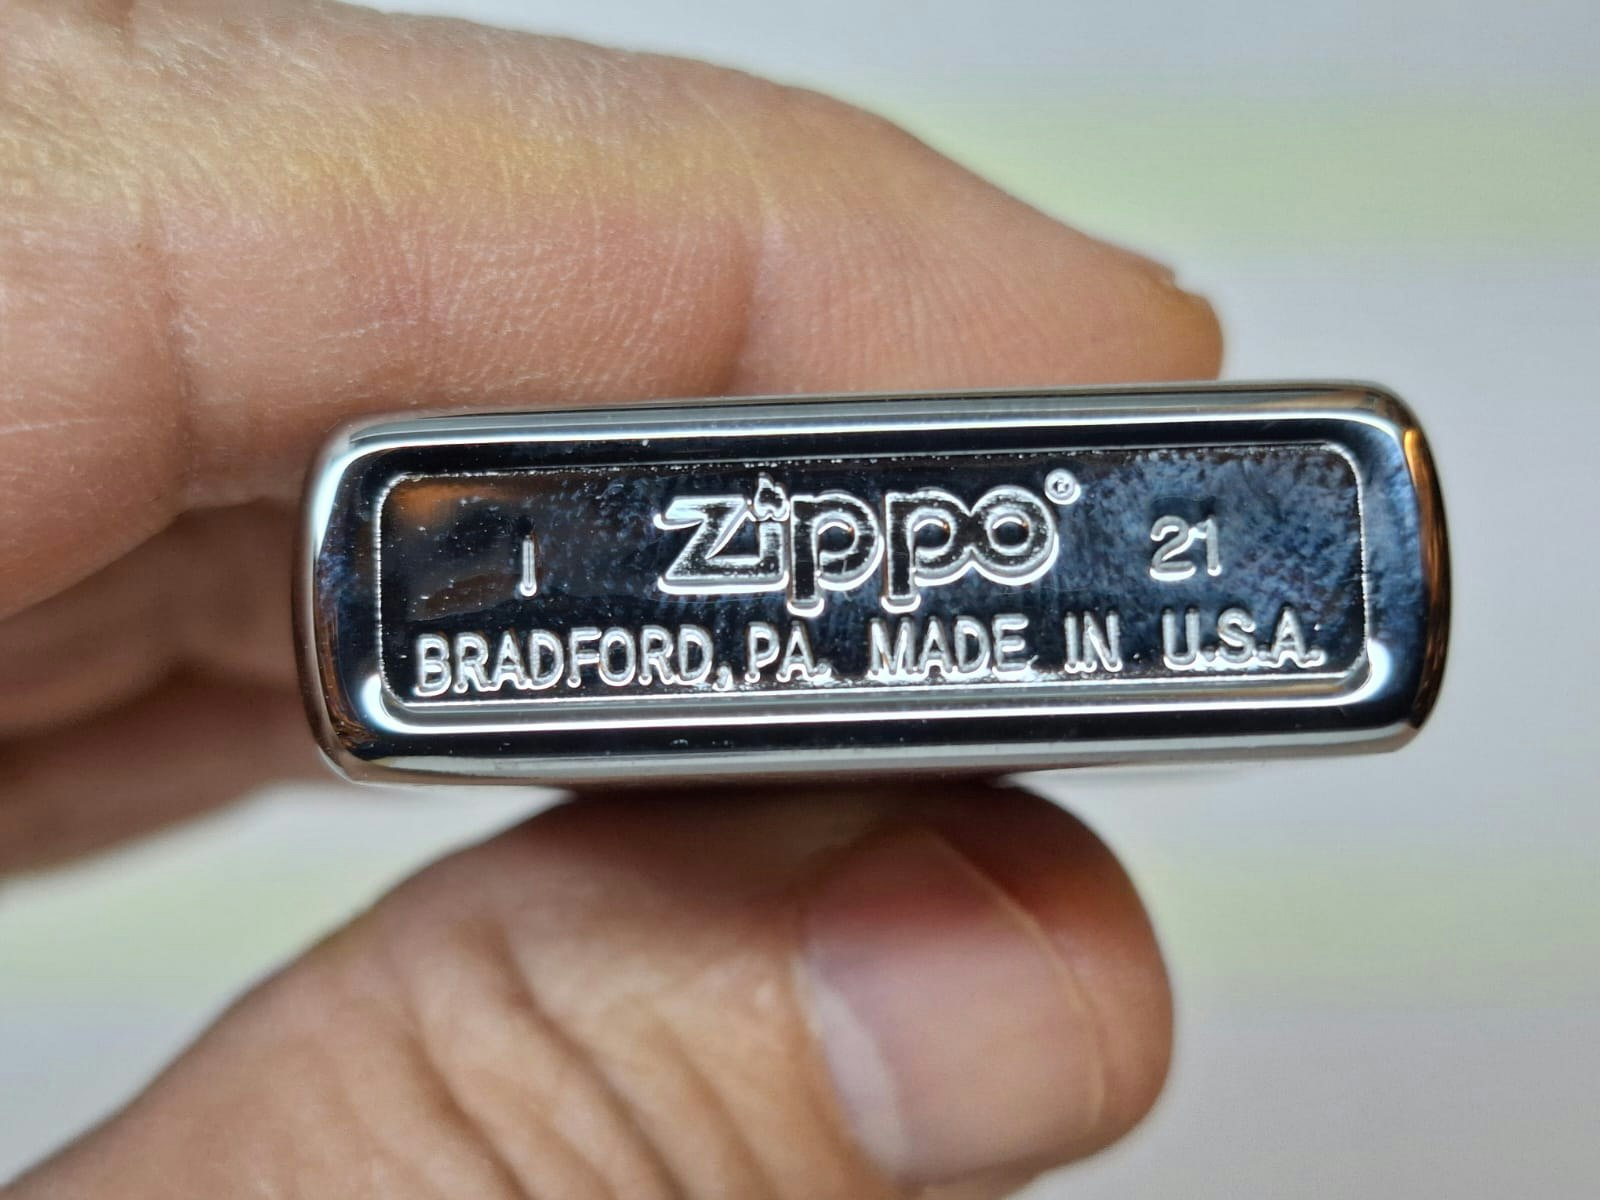 I zippo® 21
BRADFORD, PA. MADE IN U.S.A.